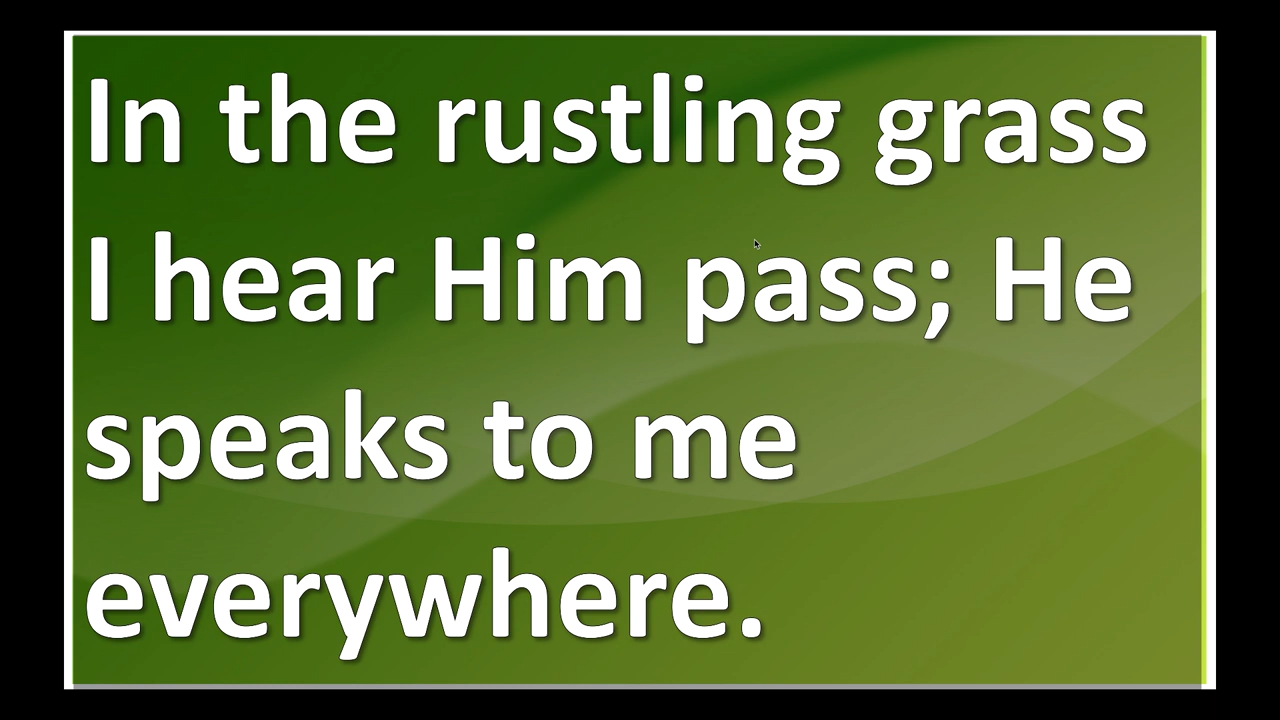 In the rustling grass
I hear Him pass; He
speaks to me
everywhere.